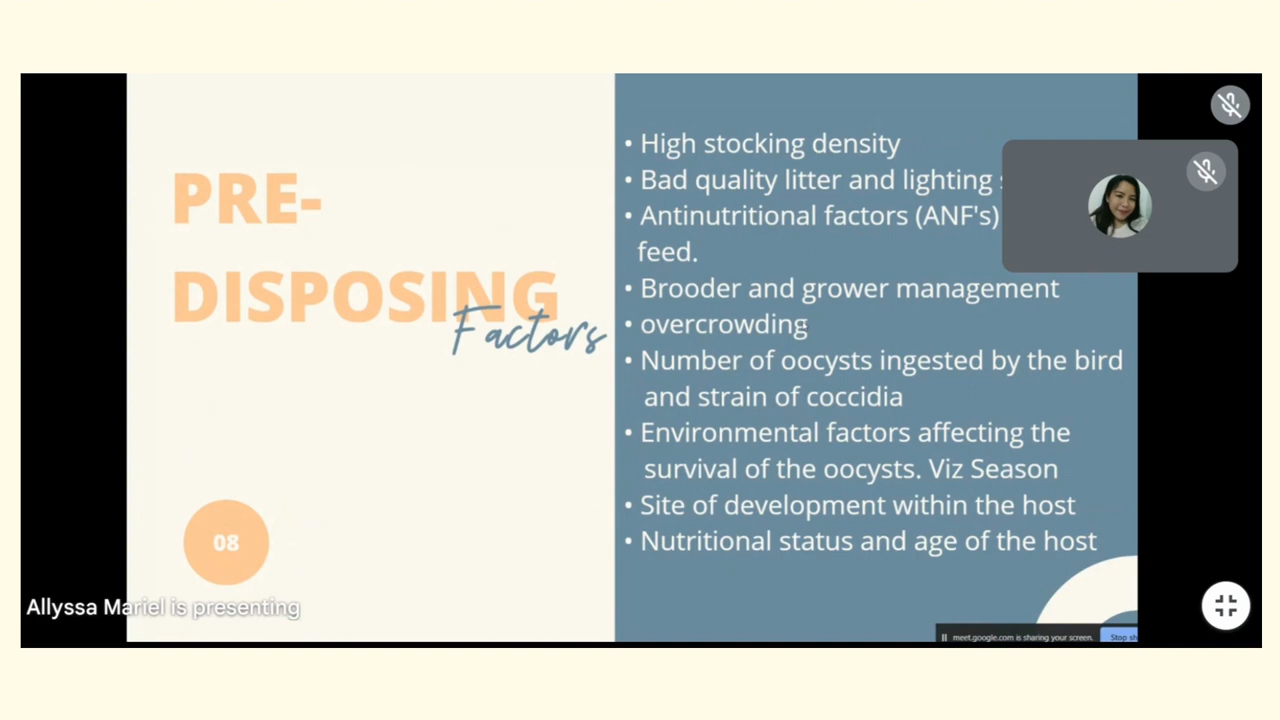 PRE-
DISPOSING
Factors
08
Allyssa Mariel is presenting
• High stocking density
• Bad quality litter and lighting
• Antinutritional factors (ANF's)
feed.
• Brooder and grower management
• overcrowding
• Number of oocysts ingested by the bird
and strain of coccidia
• Environmental factors affecting the
survival of the oocysts. Viz Season
• Site of development within the host
• Nutritional status and age of the host
meet.google.com is sharing your screen.
Stop